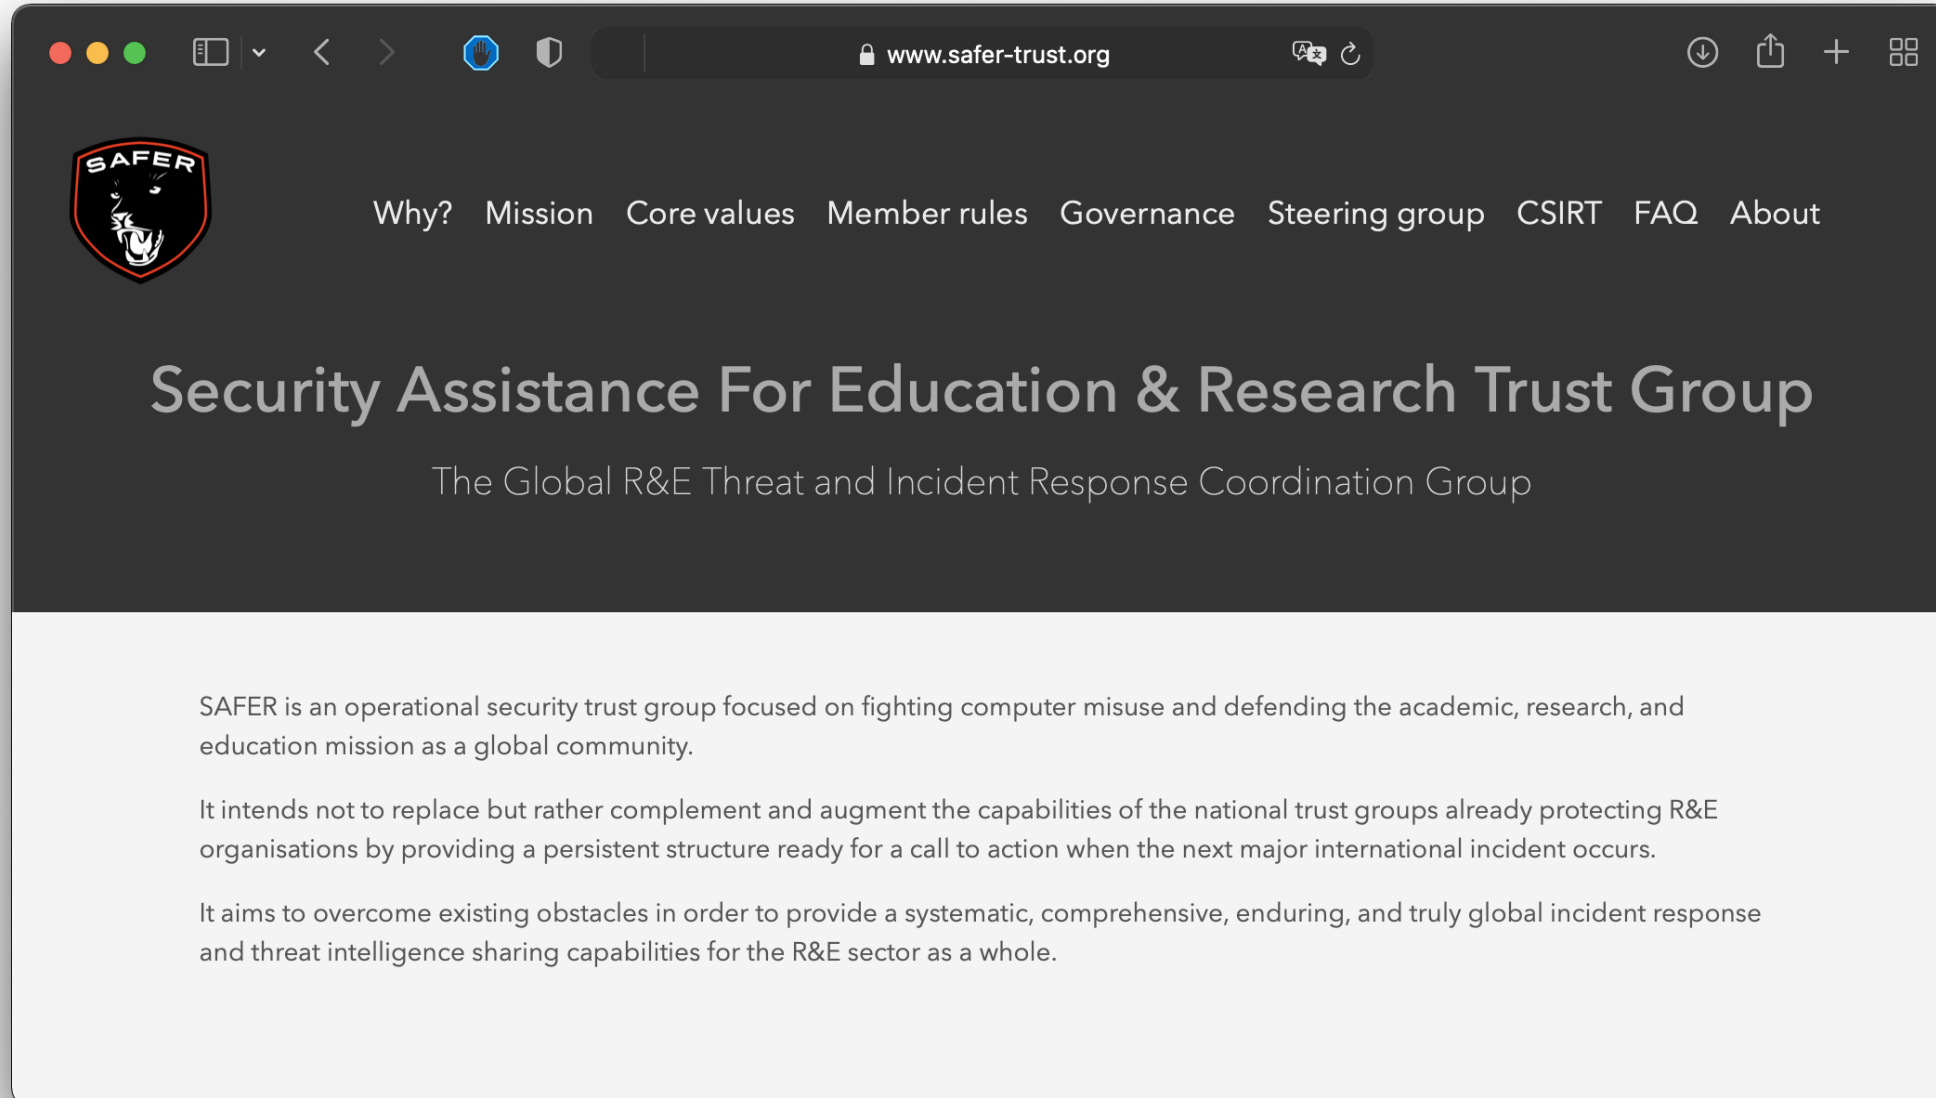 www.safer-trust.org
SAFER
Why? Mission Core values Member rules Governance Steering group CSIRT FAQ About
Security Assistance For Education & Research Trust Group
The Global R&E Threat and Incident Response Coordination Group
SAFER is an operational security trust group focused on fighting computer misuse and defending the academic, research, and
education mission as a global community.
It intends not to replace but rather complement and augment the capabilities of the national trust groups already protecting R&E
organisations by providing a persistent structure ready for a call to action when the next major international incident occurs.
It aims to overcome existing obstacles in order to provide a systematic, comprehensive, enduring, and truly global incident response
and threat intelligence sharing capabilities for the R&E sector as a whole.